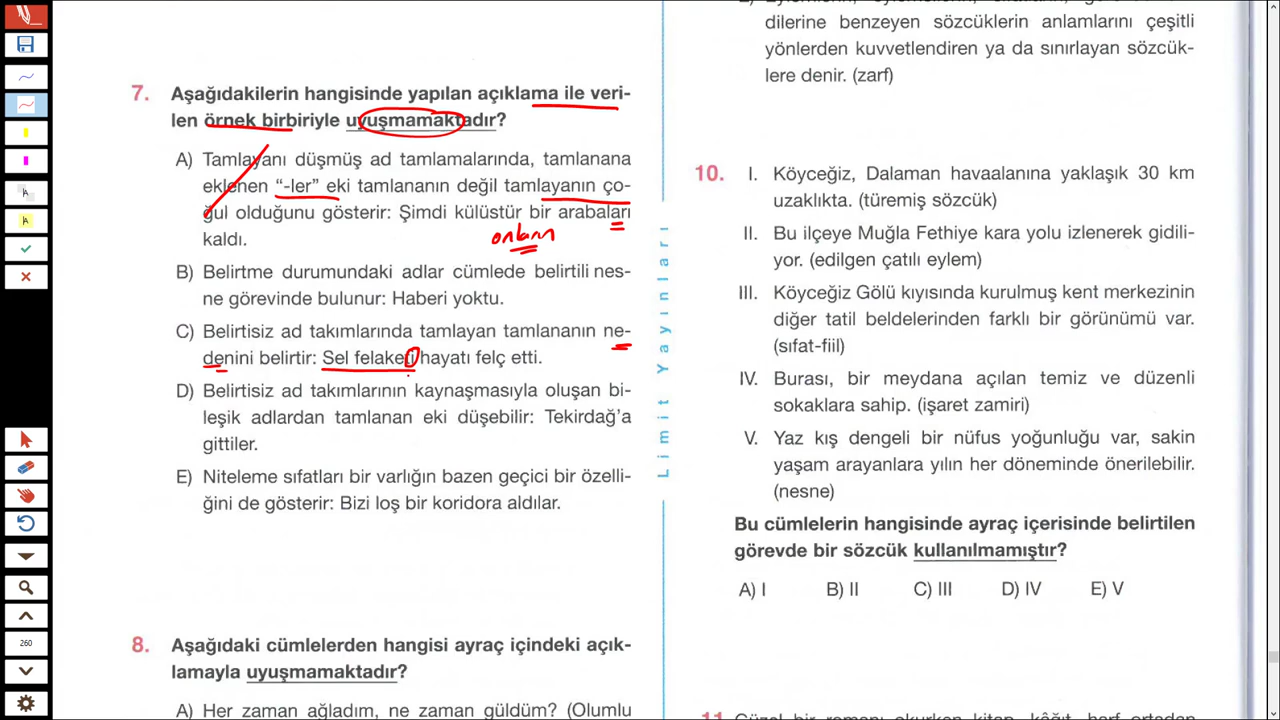 dilerine benzeyen sözcüklerin anlamlarını çeşitli
yönlerden kuvvetlendiren ya da sınırlayan sözcük-
lere denir. (zarf)
7. Aşağıdakilerin hangisinde yapılan açıklama ile veri-
len örnek birbiriyle uyuşmamaktadır?
A) Tamlayanı düşmüş ad tamlamalarında, tamlanana
eklenen “-ler” eki tamlananın değil tamlayanın ço-
ğul olduğunu gösterir: Şimdi külüstür bir arabaları
kaldı.
onların
B) Belirtme durumundaki adlar cümlede belirtili nes-
ne görevinde bulunur: Haberi yoktu.
C) Belirtisiz ad takımlarında tamlayan tamlananın ne-
denini belirtir: Sel felaketi hayatı felç etti.
D) Belirtisiz ad takımlarının kaynaşmasıyla oluşan bi-
leşik adlardan tamlanan eki düşebilir: Tekirdağ’a
gittiler.
E) Niteleme sıfatları bir varlığın bazen geçici bir özelli-
ğini de gösterir: Bizi loş bir koridora aldılar.
8. Aşağıdaki cümlelerden hangisi ayraç içindeki açık-
lamayla uyuşmamaktadır?
A) Her zaman ağladım, ne zaman güldüm? (Olumlu
Limit Yayınları
10. I. Köyceğiz, Dalaman havaalanına yaklaşık 30 km
uzaklıkta. (türemiş sözcük)
II. Bu ilçeye Muğla Fethiye kara yolu izlenerek gidili-
yor. (edilgen çatılı eylem)
III. Köyceğiz Gölü kıyısında kurulmuş kent merkezinin
diğer tatil beldelerinden farklı bir görünümü var.
(sıfat-fiil)
IV. Burası, bir meydana açılan temiz ve düzenli
sokaklara sahip. (işaret zamiri)
V. Yaz kış dengeli bir nüfus yoğunluğu var, sakin
yaşam arayanlara yılın her döneminde önerilebilir.
(nesne)
Bu cümlelerin hangisinde ayraç içerisinde belirtilen
görevde bir sözcük kullanılmamıştır?
A) I B) II C) III D) IV E) V
260